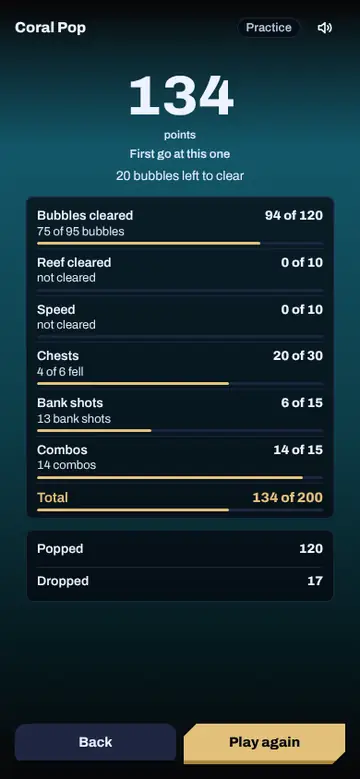 Coral Pop
Practice
134
points
First go at this one
20 bubbles left to clear
Bubbles cleared 94 of 120
75 of 95 bubbles
Reef cleared 0 of 10
not cleared
Speed 0 of 10
not cleared
Chests 20 of 30
4 of 6 fell
Bank shots 6 of 15
13 bank shots
Combos 14 of 15
14 combos
Total 134 of 200
Popped 120
Dropped 17
Back
Play again